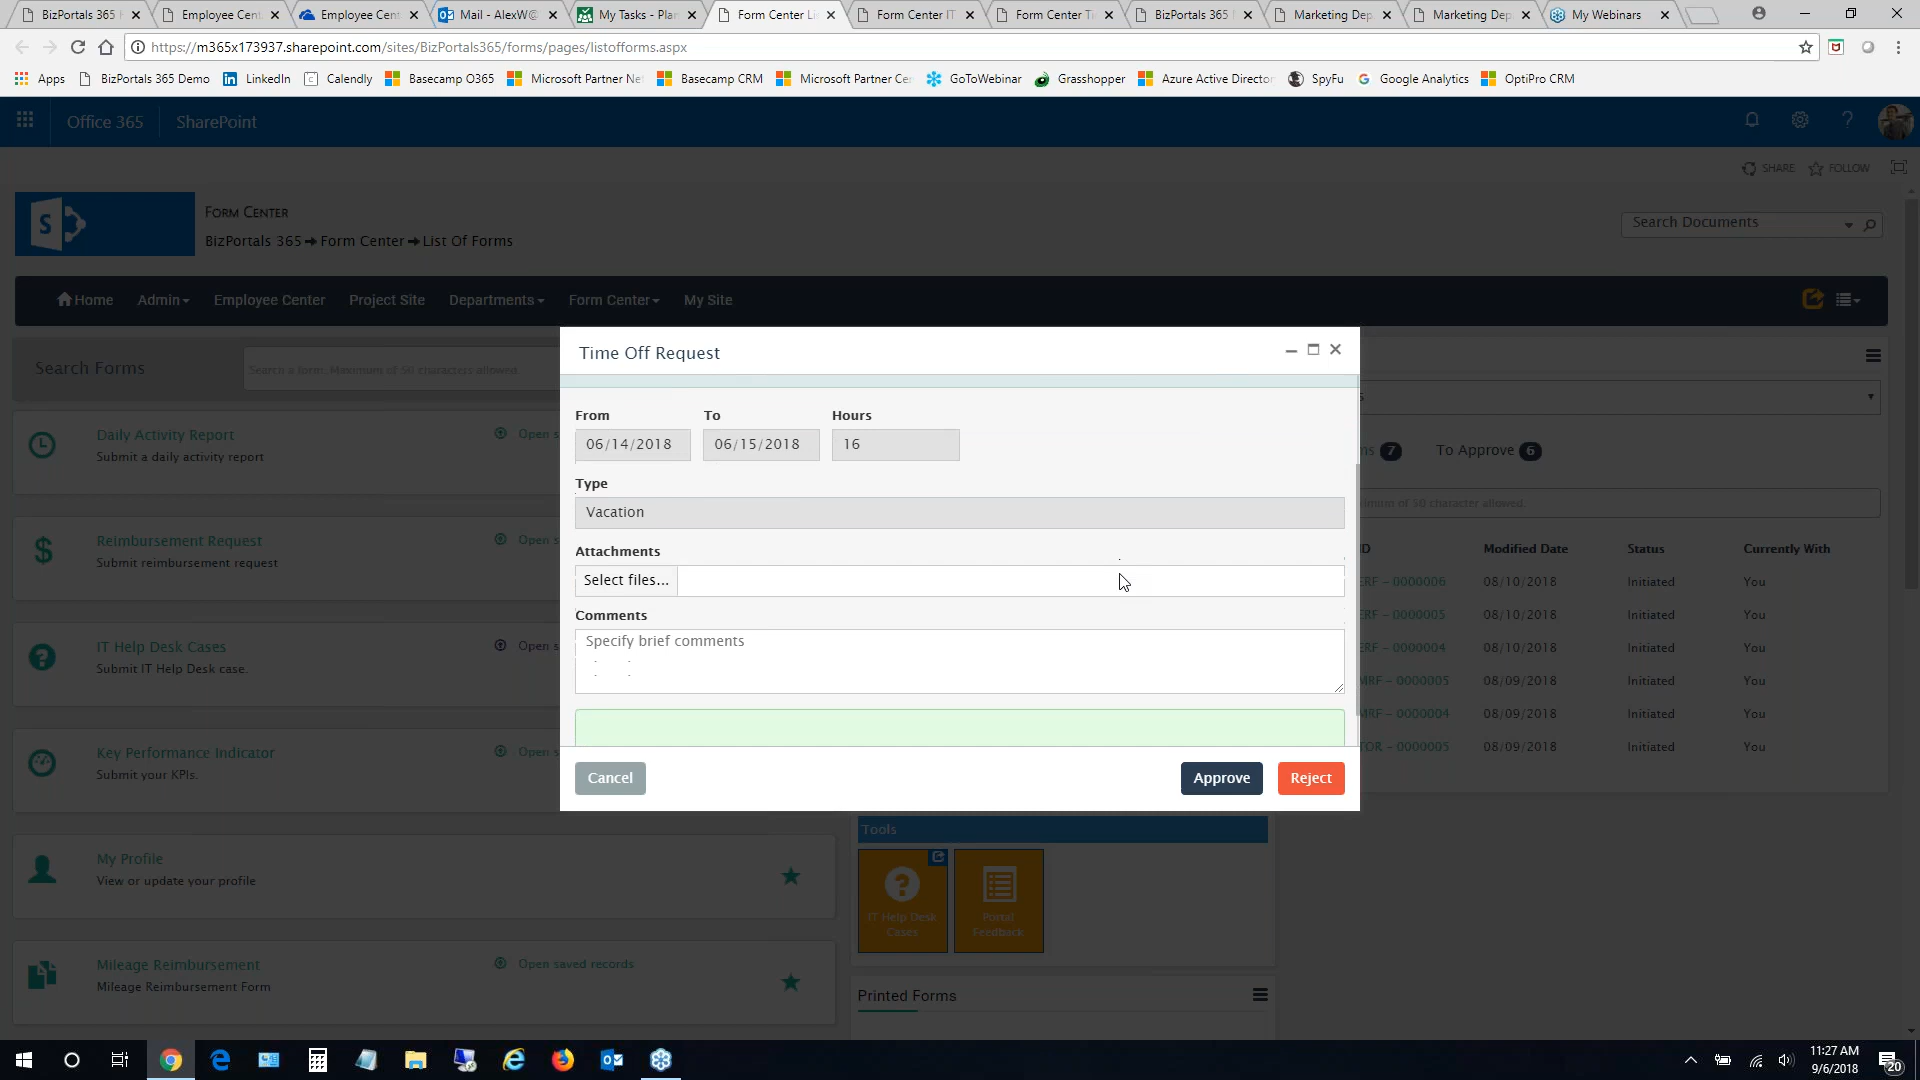 BizPortals 365 H
Employee Cent
Employee Cent
Mail - AlexW@
My Tasks - Plan
Form Center Li
Form Center IT
Form Center Ti
BizPortals 365
Marketing Dep
Marketing Dep
My Webinars
https://m365x173937.sharepoint.com/sites/BizPortals365/forms/pages/listofforms.aspx
Apps
BizPortals 365 Demo
LinkedIn
Calendly
Basecamp O365
Microsoft Partner Ne
Basecamp CRM
Microsoft Partner Cen
GoToWebinar
Grasshopper
Azure Active Director
SpyFu
Google Analytics
OptiPro CRM
Office 365
SharePoint
SHARE
FOLLOW
FORM CENTER
BizPortals 365 → Form Center → List Of Forms
Search Documents
Home
Admin
Employee Center
Project Site
Departments
Form Center
My Site
Search Forms
Search a form. Maximum of 50 characters allowed.
Daily Activity Report
Open s
Submit a daily activity report
Reimbursement Request
Open s
Submit reimbursement request
IT Help Desk Cases
Open s
Submit IT Help Desk case.
Key Performance Indicator
Open s
Submit your KPIs.
My Profile
View or update your profile
Mileage Reimbursement
Open saved records
Mileage Reimbursement Form
Time Off Request
From
To
Hours
06/14/2018
06/15/2018
16
Type
Vacation
Attachments
Select files...
Comments
Specify brief comments
Cancel
Approve
Reject
7
To Approve 6
of 50 character allowed.
ID
Modified Date
Status
Currently With
ERF - 0000006
08/10/2018
Initiated
You
ERF - 0000005
08/10/2018
Initiated
You
ERF - 0000004
08/10/2018
Initiated
You
MRF - 0000005
08/09/2018
Initiated
You
MRF - 0000004
08/09/2018
Initiated
You
TOR - 0000005
08/09/2018
Initiated
You
Tools
IT Help Desk
Cases
Portal
Feedback
Printed Forms
11:27 AM
9/6/2018
20